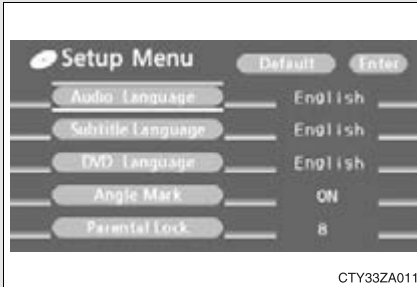 Setup Menu Default Enter
Audio Language English
Subtitle Language English
DVD Language English
Angle Mark ON
Parental Lock 8
CTY33ZA011